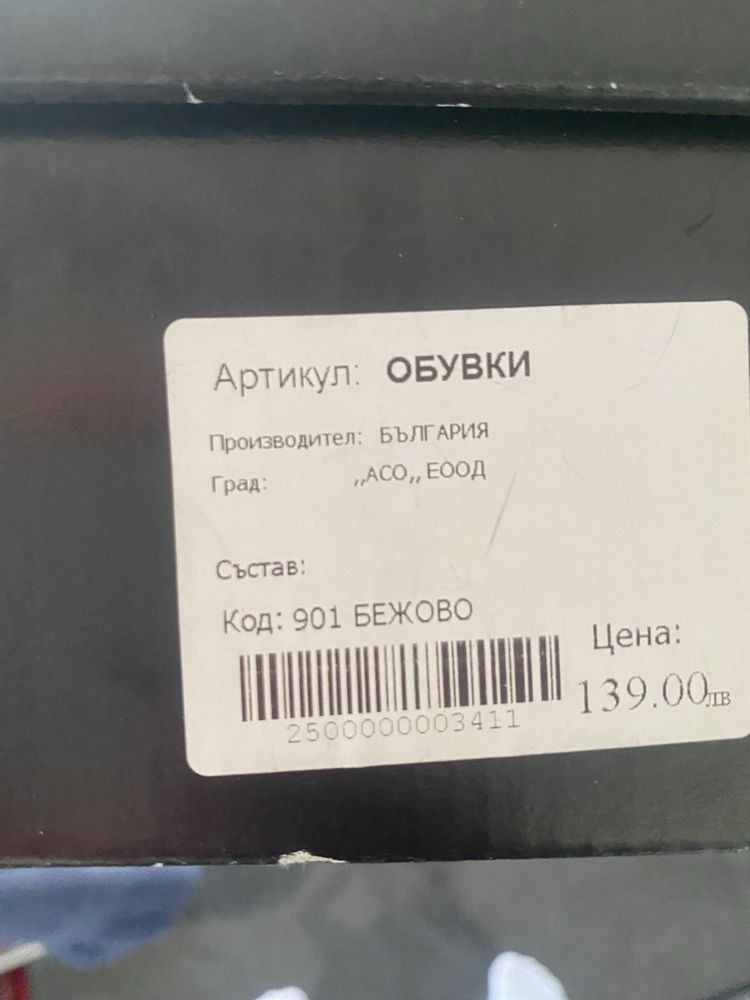 Артикул: ОБУВКИ
Производител: БЪЛГАРИЯ
Град: „АСО„ ЕООД
Състав:
Код: 901 БЕЖОВО
Цена:
139.00лв
2500000003411